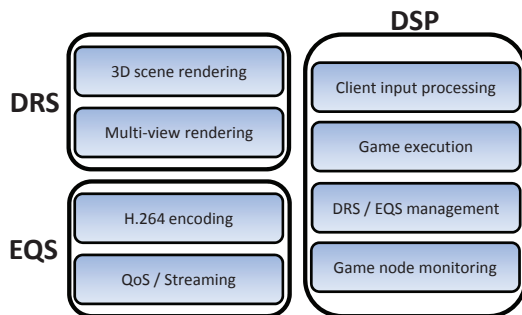 DRS
3D scene rendering
Multi-view rendering
EQS
H.264 encoding
QoS / Streaming
DSP
Client input processing
Game execution
DRS / EQS management
Game node monitoring